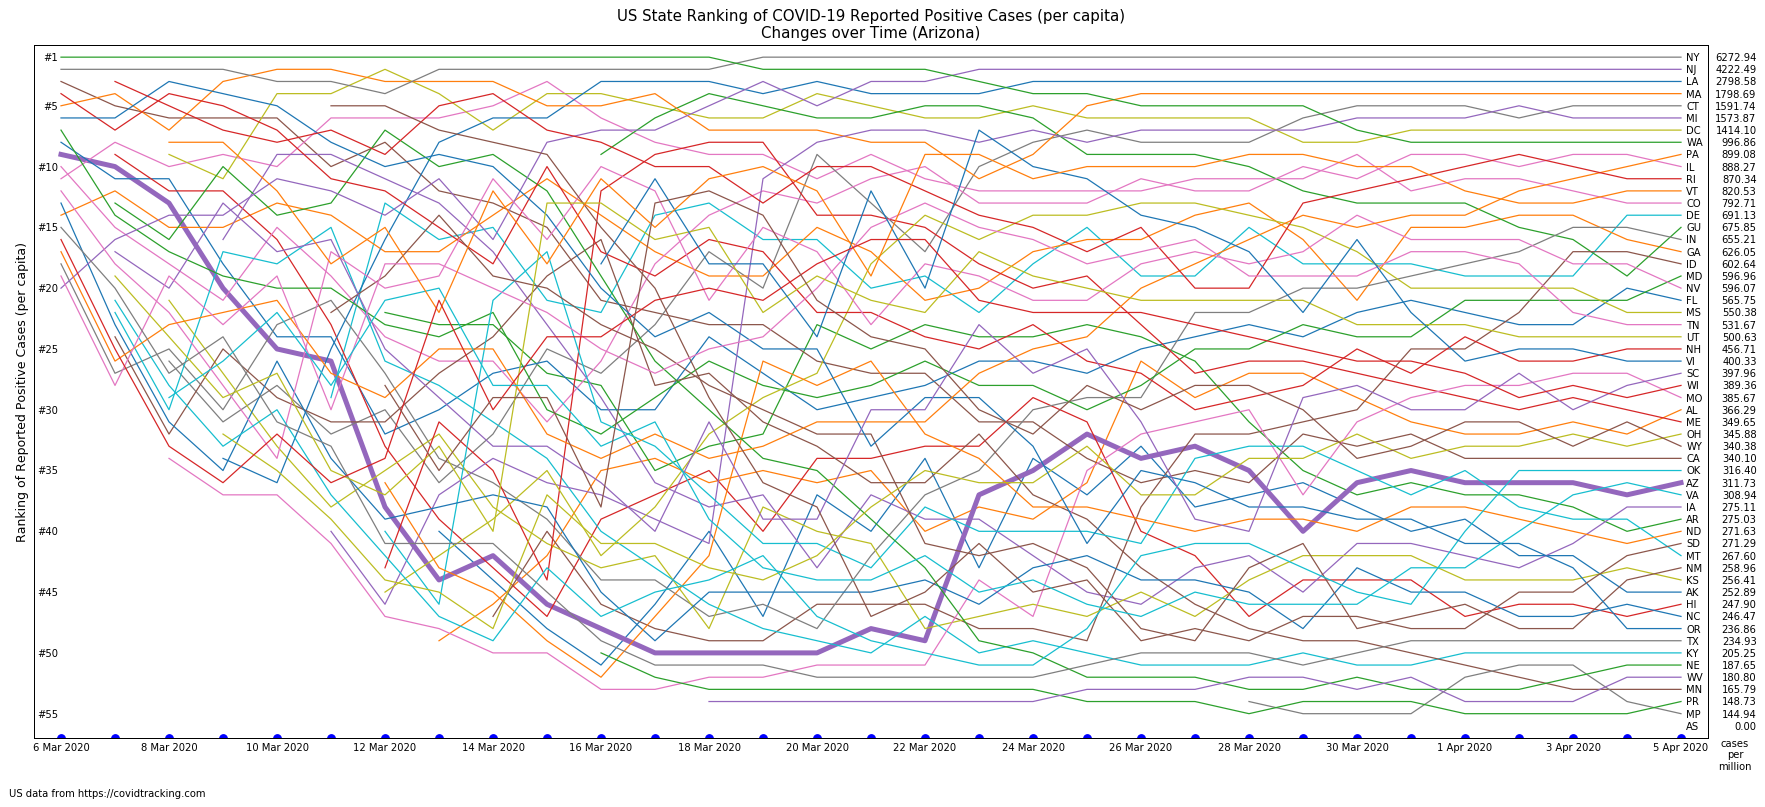 US State Ranking of COVID-19 Reported Positive Cases (per capita)
Changes over Time (Arizona)
Ranking of Reported Positive Cases (per capita)
#1
#5
#10
#15
#20
#25
#30
#35
#40
#45
#50
#55
NY 6272.94
NJ 4222.49
LA 2798.58
MA 1798.69
CT 1591.74
MI 1573.87
DC 1414.10
WA 996.86
PA 899.08
IL 888.27
RI 870.34
VT 820.53
CO 792.71
DE 691.13
GU 675.85
IN 655.21
GA 626.05
ID 602.64
MD 596.96
NV 596.07
FL 565.75
MS 550.38
TN 531.67
UT 500.63
NH 456.71
VI 400.33
SC 397.96
WI 389.36
MO 385.67
AL 366.29
ME 349.65
OH 345.88
WY 340.38
CA 340.10
OK 316.40
AZ 311.73
VA 308.94
IA 275.11
AR 275.03
ND 271.63
SD 271.29
MT 267.60
NM 258.96
KS 256.41
AK 252.89
HI 247.90
NC 246.47
OR 236.86
TX 234.93
KY 205.25
NE 187.65
WV 180.80
MN 165.79
PR 148.73
MP 144.94
AS 0.00
6 Mar 2020 8 Mar 2020 10 Mar 2020 12 Mar 2020 14 Mar 2020 16 Mar 2020 18 Mar 2020 20 Mar 2020 22 Mar 2020 24 Mar 2020 26 Mar 2020 28 Mar 2020 30 Mar 2020 1 Apr 2020 3 Apr 2020 5 Apr 2020
cases
per
million
US data from https://covidtracking.com